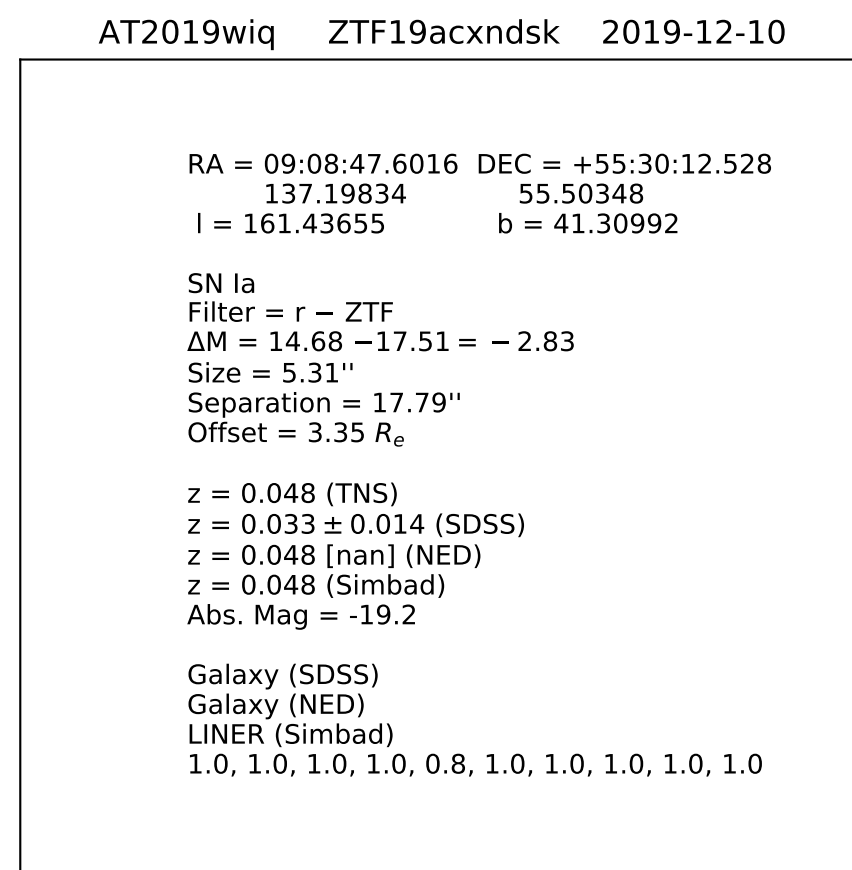 AT2019wiq ZTF19acxndsk 2019-12-10
RA = 09:08:47.6016 DEC = +55:30:12.528
137.19834 55.50348
l = 161.43655 b = 41.30992
SN Ia
Filter = r − ZTF
ΔM = 14.68 −17.51 = − 2.83
Size = 5.31''
Separation = 17.79''
Offset = 3.35 Re
z = 0.048 (TNS)
z = 0.033 ± 0.014 (SDSS)
z = 0.048 [nan] (NED)
z = 0.048 (Simbad)
Abs. Mag = -19.2
Galaxy (SDSS)
Galaxy (NED)
LINER (Simbad)
1.0, 1.0, 1.0, 1.0, 0.8, 1.0, 1.0, 1.0, 1.0, 1.0